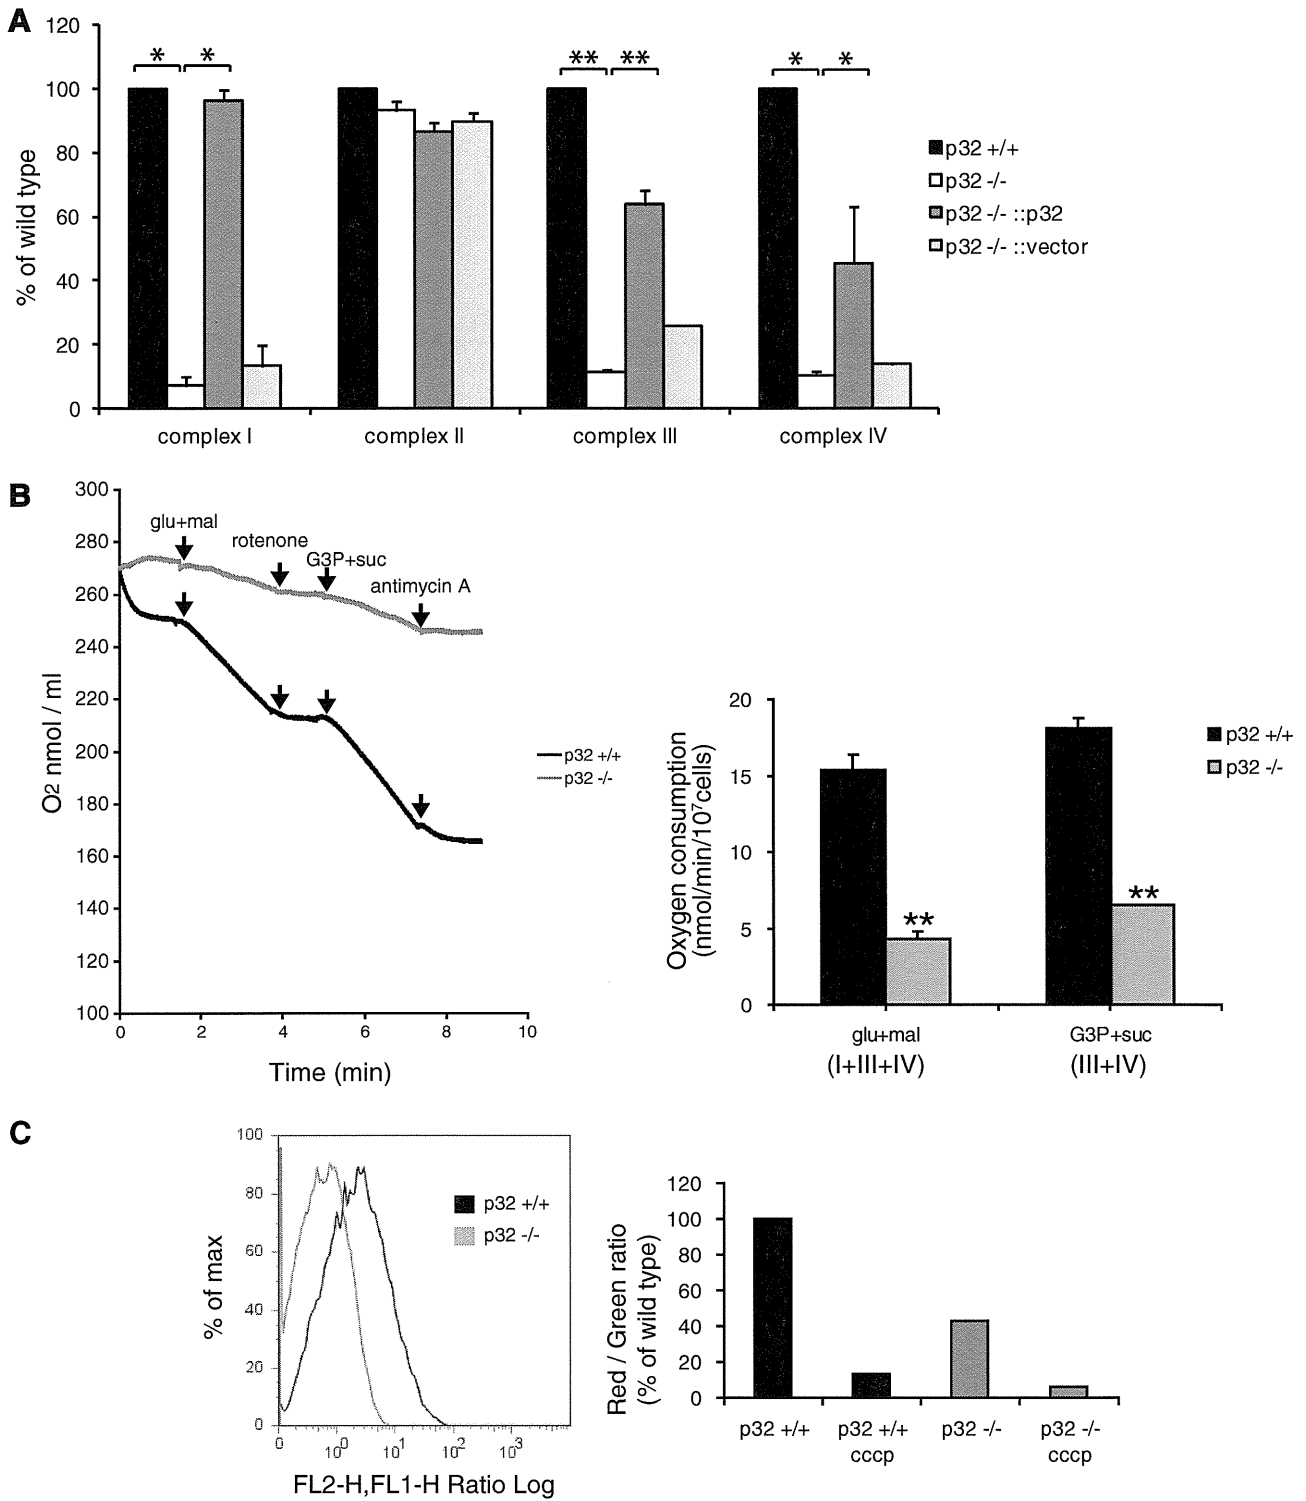 A
120
100
80
60
40
20
0
% of wild type
* * ** ** * *
complex I complex II complex III complex IV
p32 +/+
p32 -/-
p32 -/- ::p32
p32 -/- ::vector
B
300
280
260
240
220
200
180
160
140
120
100
O2 nmol / ml
glu+mal
rotenone
G3P+suc
antimycin A
p32 +/+
p32 -/-
0 2 4 6 8 10
Time (min)
20
15
10
5
0
Oxygen consumption
(nmol/min/10⁷cells)
** **
p32 +/+
p32 -/-
glu+mal G3P+suc
(I+III+IV) (III+IV)
C
100
80
60
40
20
0
% of max
p32 +/+
p32 -/-
0 10⁰ 10¹ 10² 10³
FL2-H,FL1-H Ratio Log
120
100
80
60
40
20
0
Red / Green ratio
(% of wild type)
p32 +/+ p32 +/+ p32 -/- p32 -/-
cccp cccp